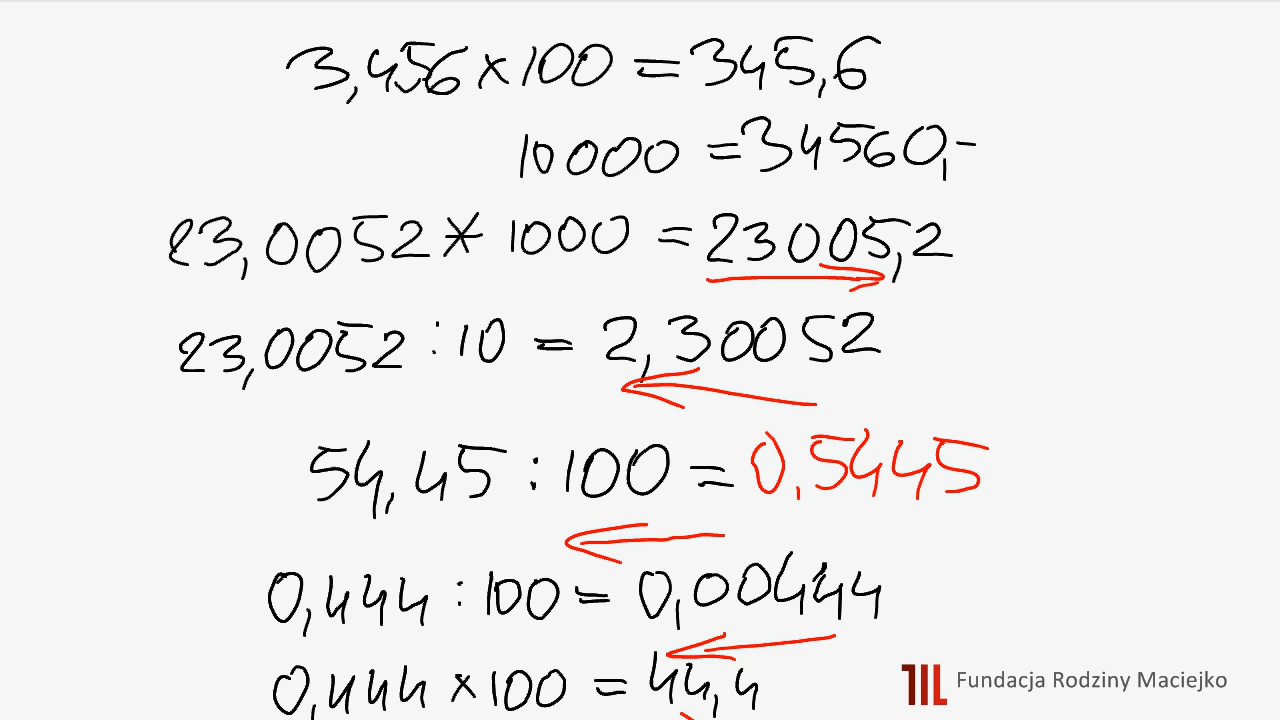 3,456×100 = 345,6
10000 = 34560,-
23,0052 * 1000 = 23005,2
23,0052 : 10 = 2,30052
54,45 : 100 = 0,5445
0,444 : 100 = 0,00444
0,444 × 100 = 44,4
Fundacja Rodziny Maciejko